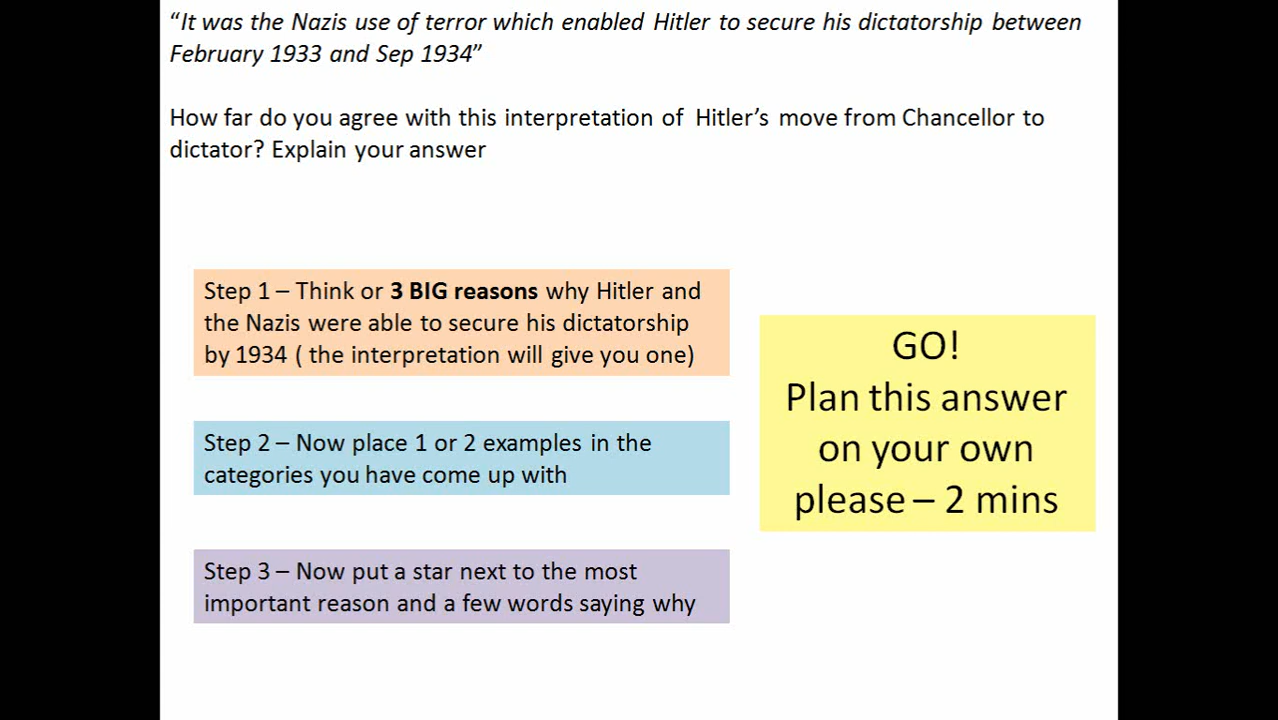 “It was the Nazis use of terror which enabled Hitler to secure his dictatorship between
February 1933 and Sep 1934”
How far do you agree with this interpretation of Hitler’s move from Chancellor to
dictator? Explain your answer
Step 1 – Think or 3 BIG reasons why Hitler and
the Nazis were able to secure his dictatorship
by 1934 ( the interpretation will give you one)
Step 2 – Now place 1 or 2 examples in the
categories you have come up with
Step 3 – Now put a star next to the most
important reason and a few words saying why
GO!
Plan this answer
on your own
please – 2 mins